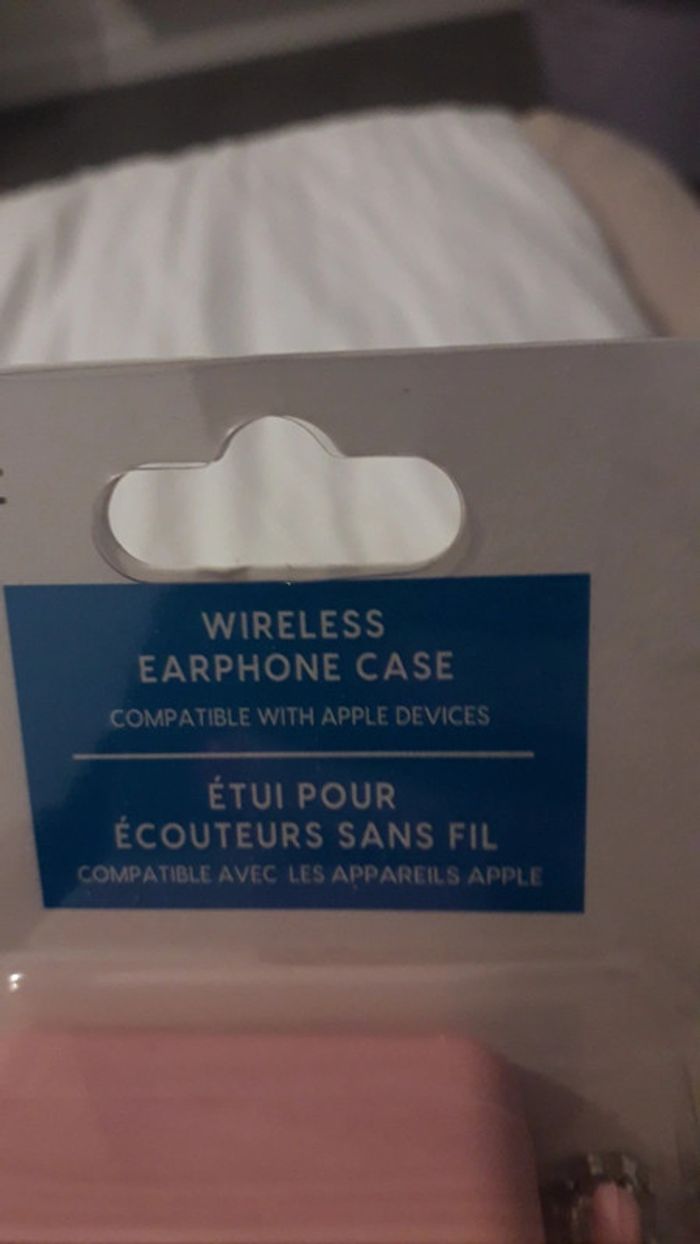 WIRELESS
EARPHONE CASE
COMPATIBLE WITH APPLE DEVICES
ÉTUI POUR
ÉCOUTEURS SANS FIL
COMPATIBLE AVEC LES APPAREILS APPLE